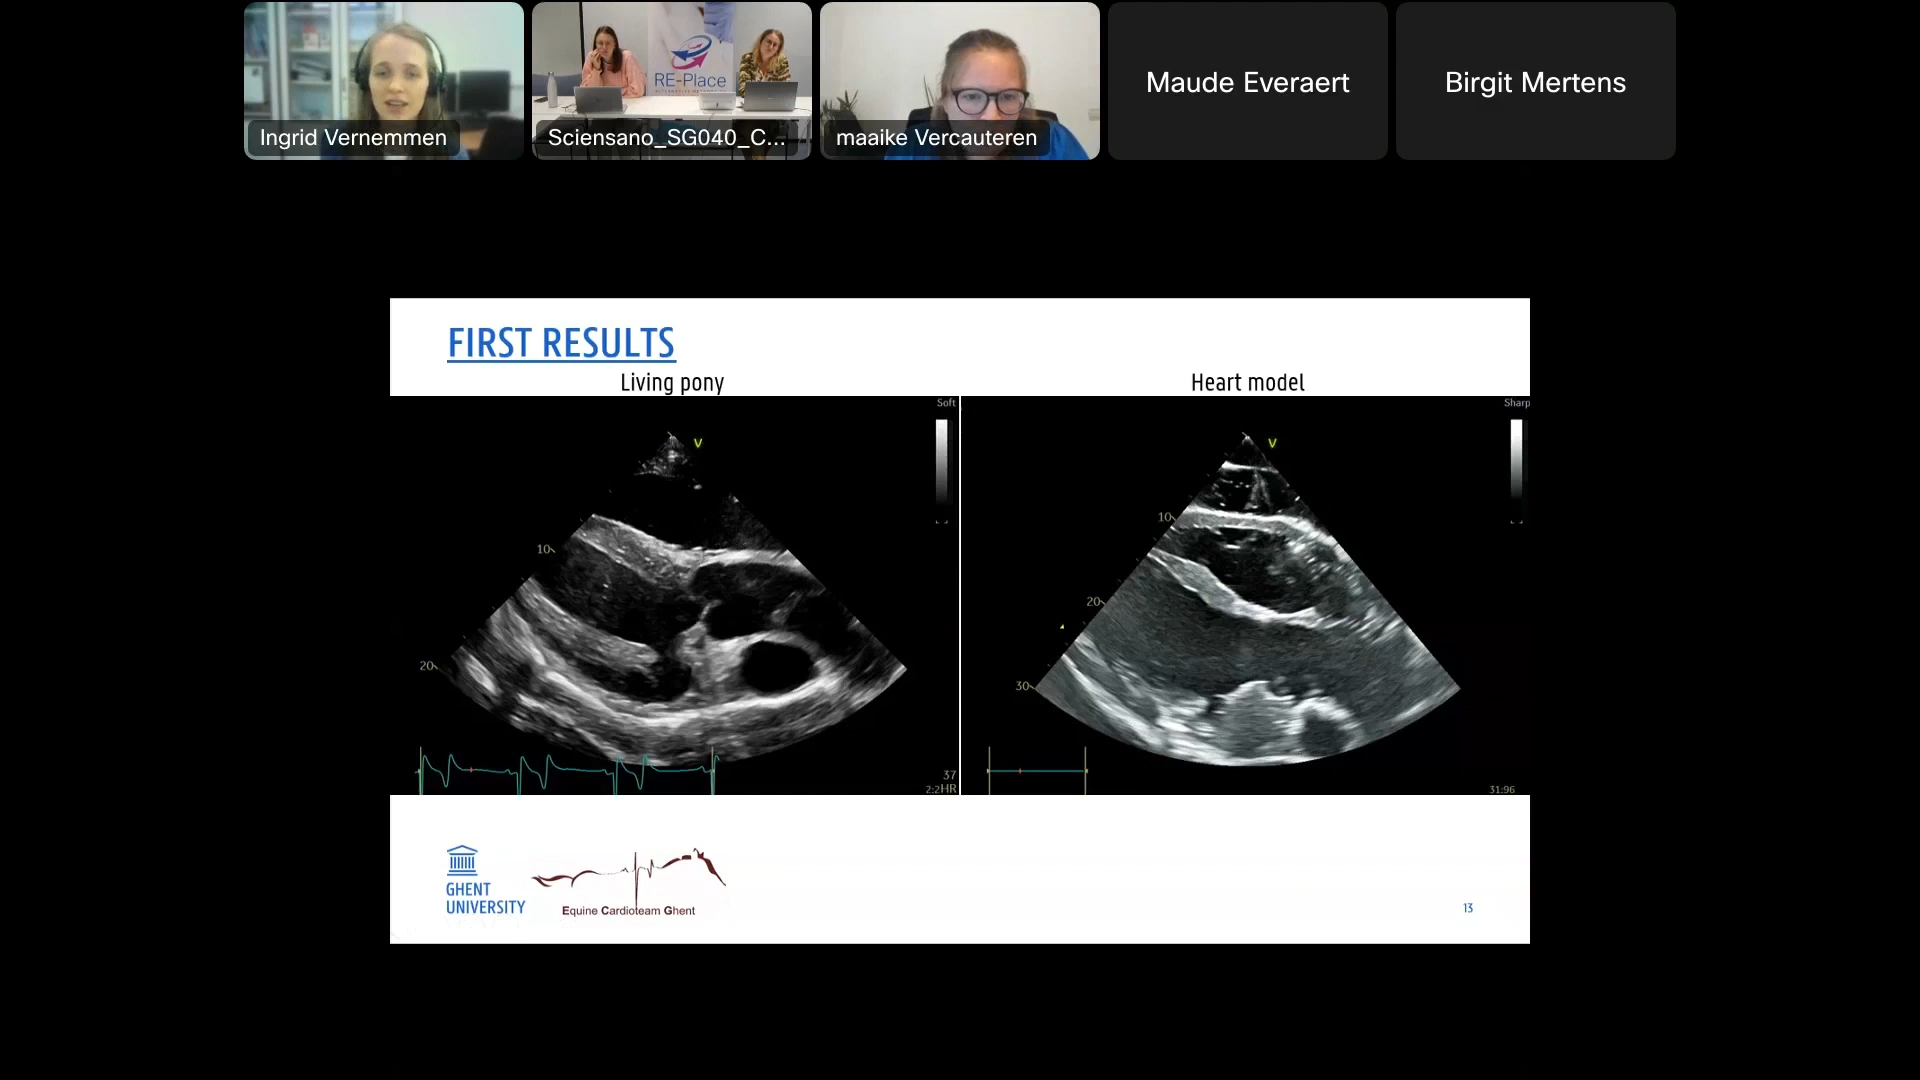 Ingrid Vernemmen
RE-Place
Sciensano_SG040_C...
maaike Vercauteren
Maude Everaert
Birgit Mertens
FIRST RESULTS
Living pony
Heart model
Soft
V
10
20
37
2:2HR
Sharp
V
10
20
30
31:96
GHENT
UNIVERSITY
Equine Cardioteam Ghent
13